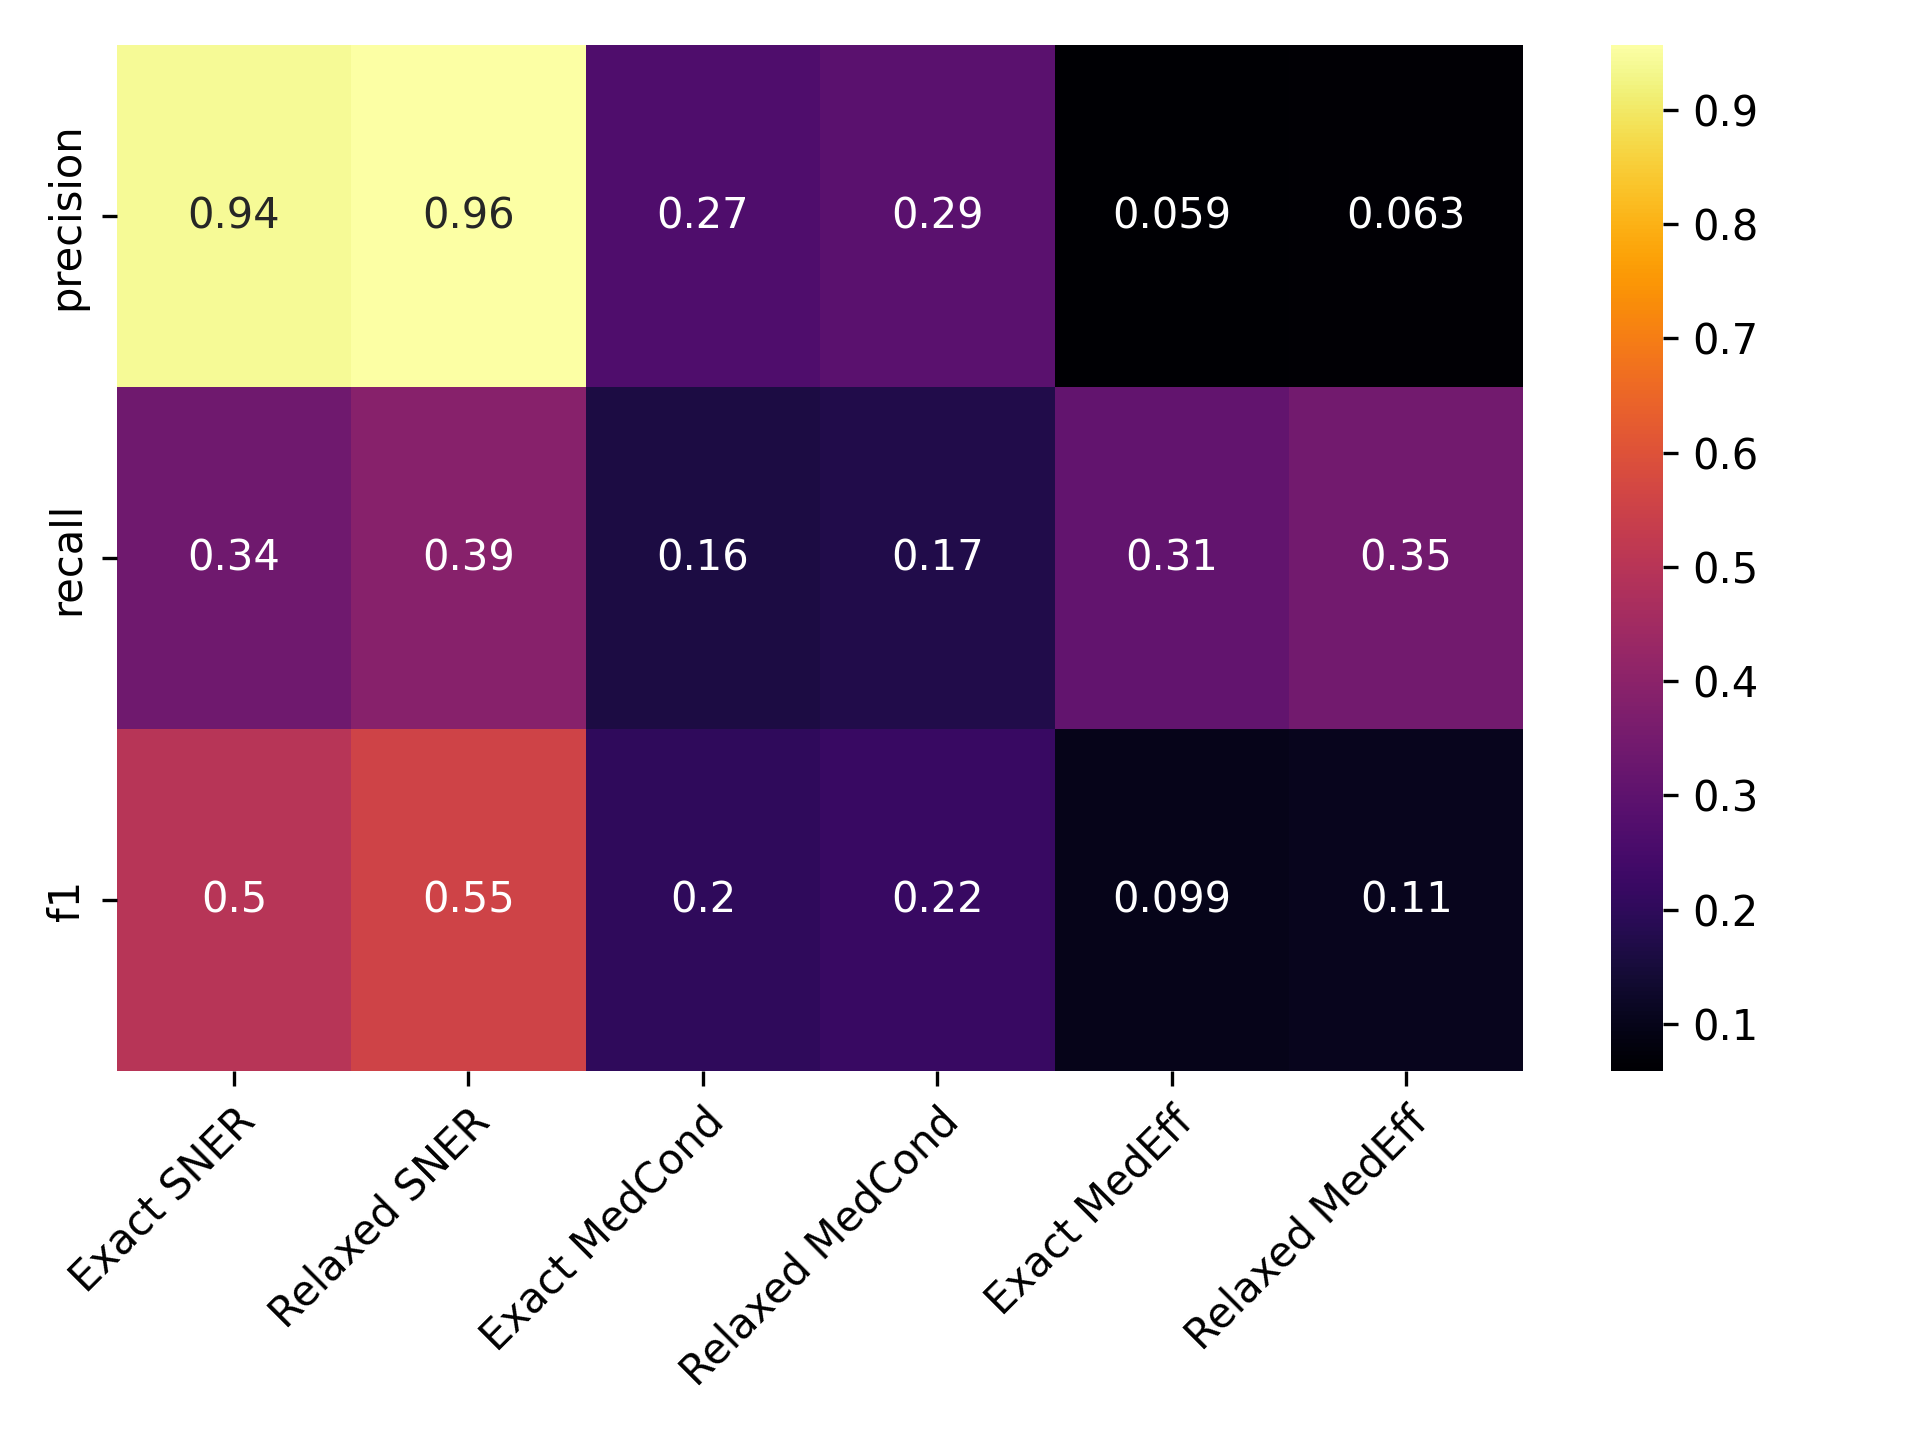 precision 0.94 0.96 0.27 0.29 0.059 0.063
recall 0.34 0.39 0.16 0.17 0.31 0.35
f1 0.5 0.55 0.2 0.22 0.099 0.11
Exact SNER
Relaxed SNER
Exact MedCond
Relaxed MedCond
Exact MedEff
Relaxed MedEff
0.9
0.8
0.7
0.6
0.5
0.4
0.3
0.2
0.1